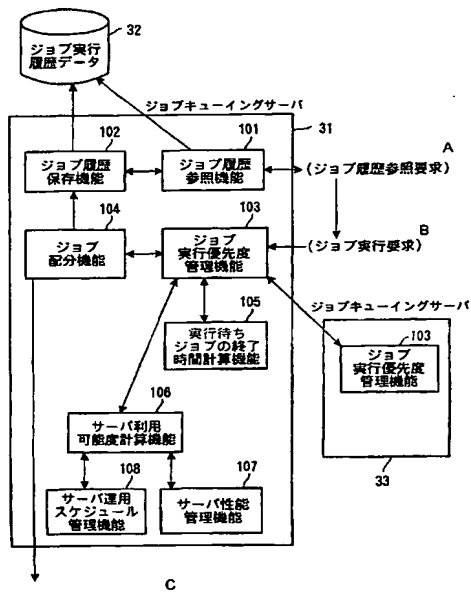 32
ジョブ実行
履歴データ
ジョブキューイングサーバ
31
102
ジョブ履歴
保存機能
101
ジョブ履歴
参照機能
A
(ジョブ履歴参照要求)
104
ジョブ
配分機能
103
ジョブ
実行優先度
管理機能
B
(ジョブ実行要求)
105
実行待ち
ジョブの終了
時間計算機能
ジョブキューイングサーバ
103
ジョブ
実行優先度
管理機能
33
106
サーバ利用
可能度計算機能
108
サーバ運用
スケジュール
管理機能
107
サーバ性能
管理機能
C